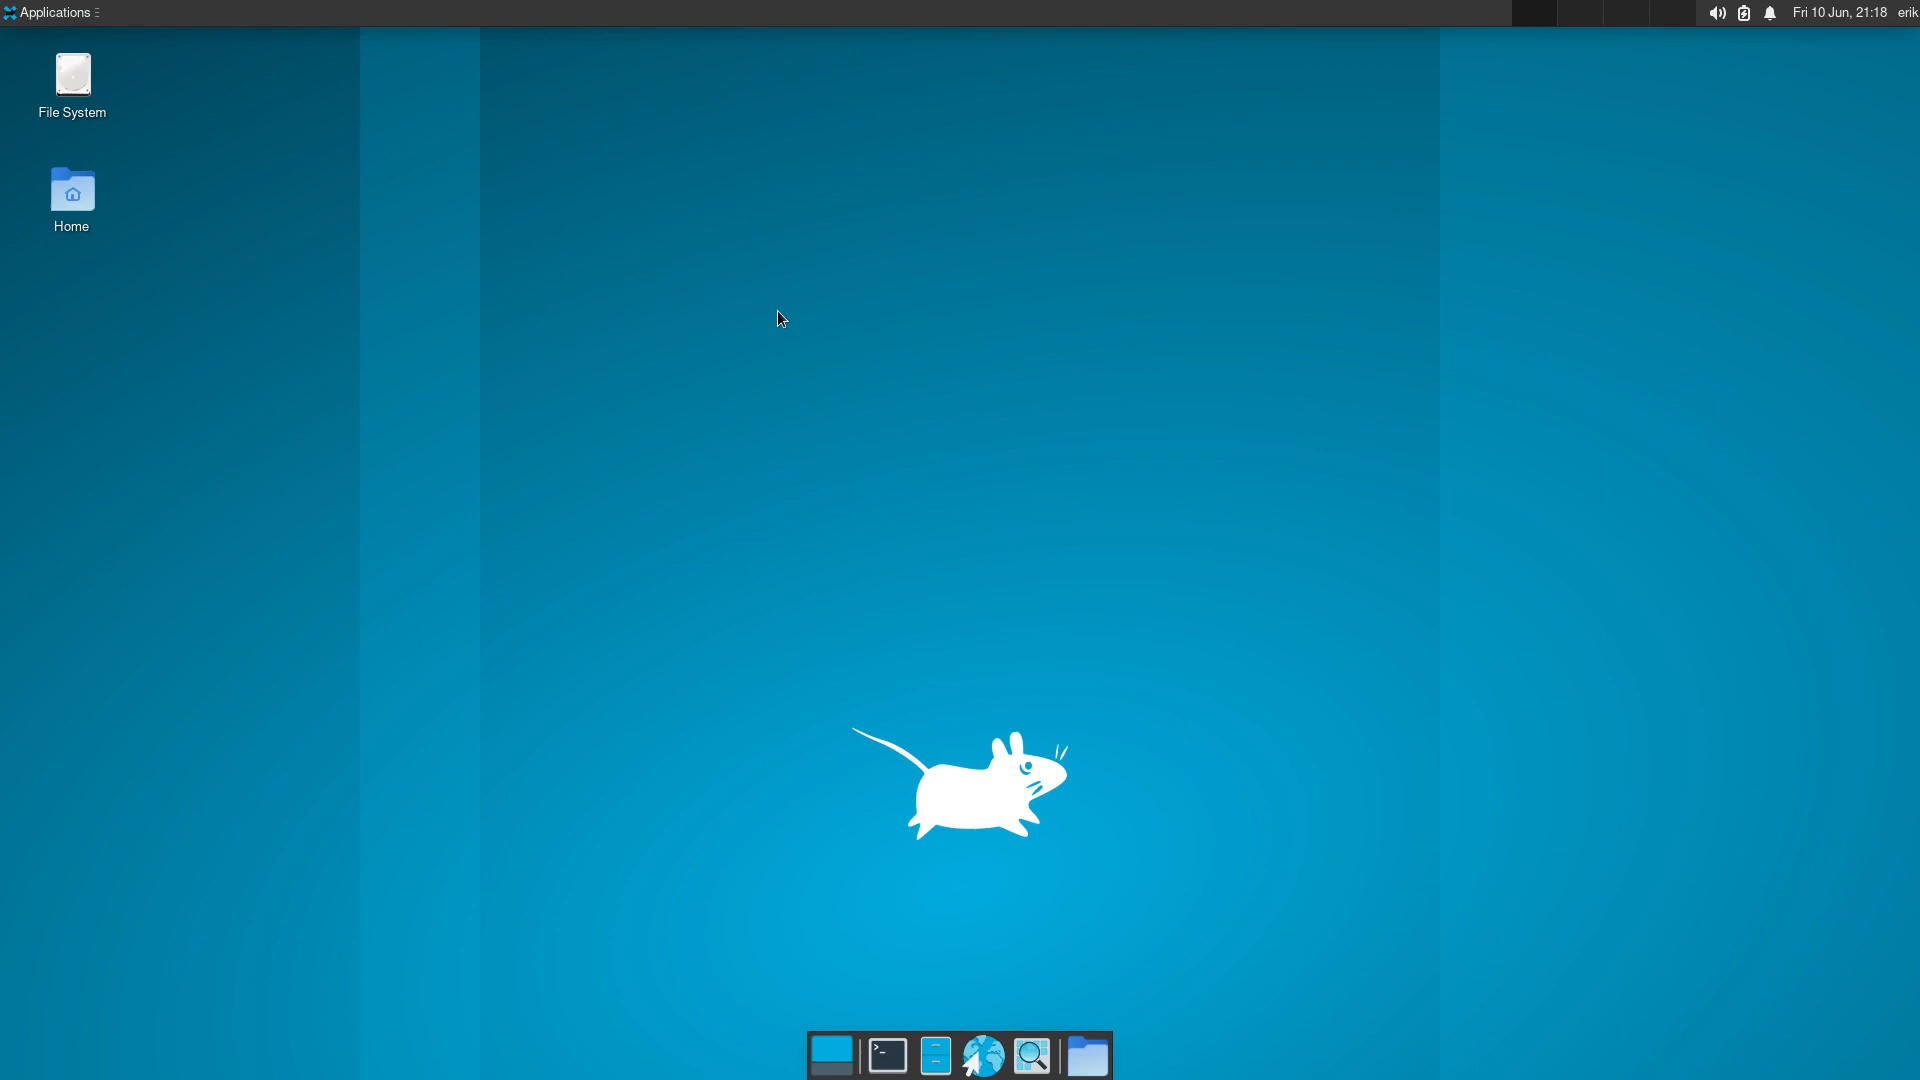 Applications
Fri 10 Jun, 21:18 erik
File System
Home
>_